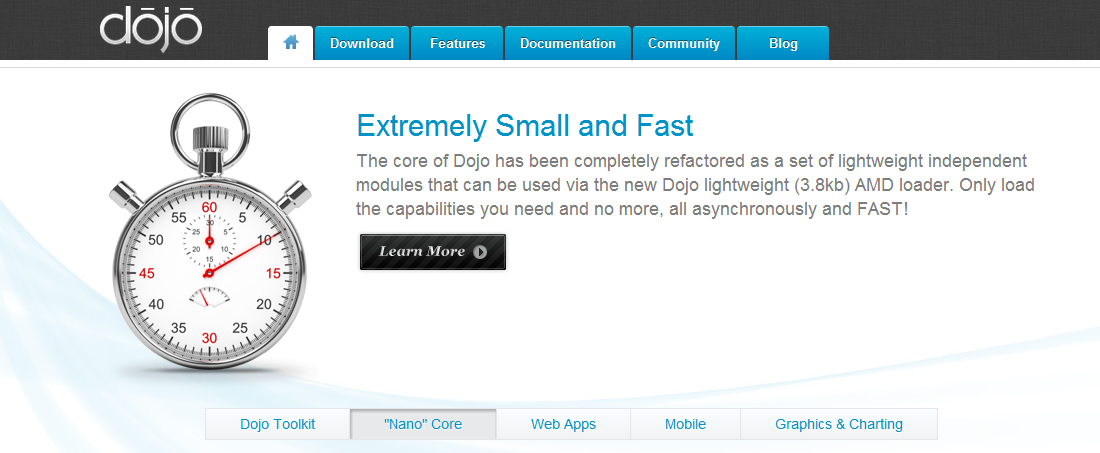 dōjō
Download Features Documentation Community Blog
Extremely Small and Fast
The core of Dojo has been completely refactored as a set of lightweight independent
modules that can be used via the new Dojo lightweight (3.8kb) AMD loader. Only load
the capabilities you need and no more, all asynchronously and FAST!
Learn More
60
55 5
50 10
45 15
40 20
35 25
30
30
25 5
20 10
15
Dojo Toolkit "Nano" Core Web Apps Mobile Graphics & Charting